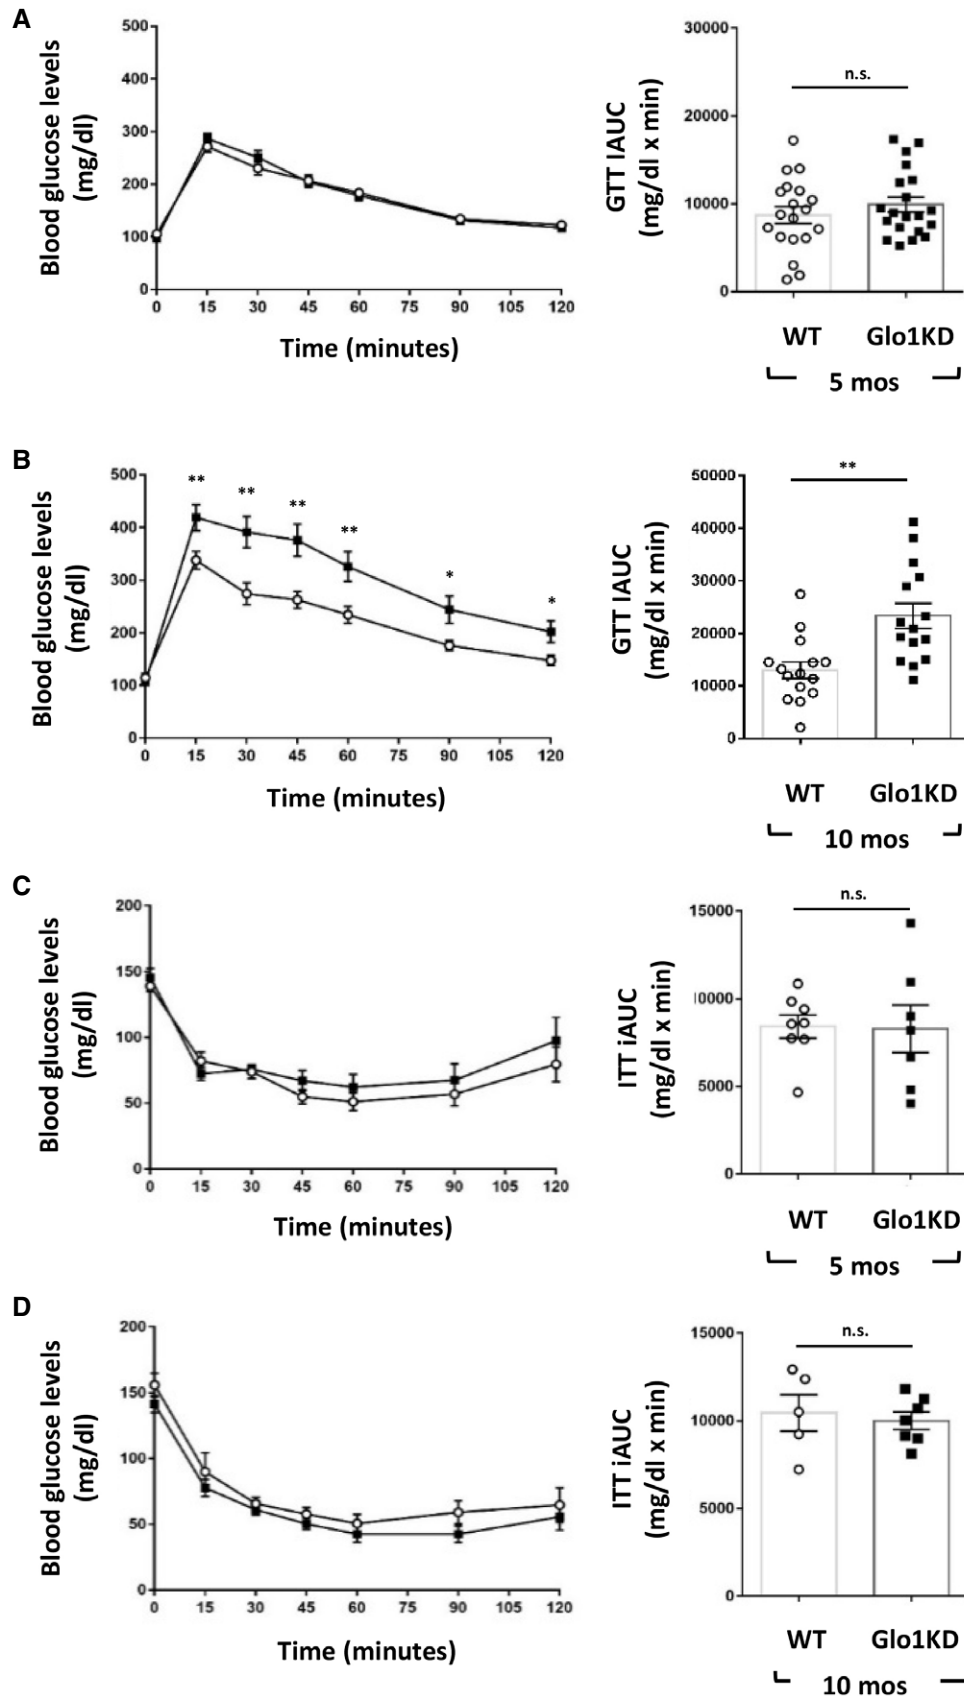 A
Blood glucose levels
(mg/dl)
500
400
300
200
100
0
0 15 30 45 60 75 90 105 120
Time (minutes)
GTT IAUC
(mg/dl x min)
30000
20000
10000
0
n.s.
WT Glo1KD
5 mos
B
Blood glucose levels
(mg/dl)
500
400
300
200
100
0
** ** ** ** * *
0 15 30 45 60 75 90 105 120
Time (minutes)
GTT IAUC
(mg/dl x min)
50000
40000
30000
20000
10000
0
**
WT Glo1KD
10 mos
C
Blood glucose levels
(mg/dl)
200
150
100
50
0
0 15 30 45 60 75 90 105 120
Time (minutes)
ITT iAUC
(mg/dl x min)
15000
10000
5000
0
n.s.
WT Glo1KD
5 mos
D
Blood glucose levels
(mg/dl)
200
150
100
50
0
0 15 30 45 60 75 90 105 120
Time (minutes)
ITT iAUC
(mg/dl x min)
15000
10000
5000
0
n.s.
WT Glo1KD
10 mos